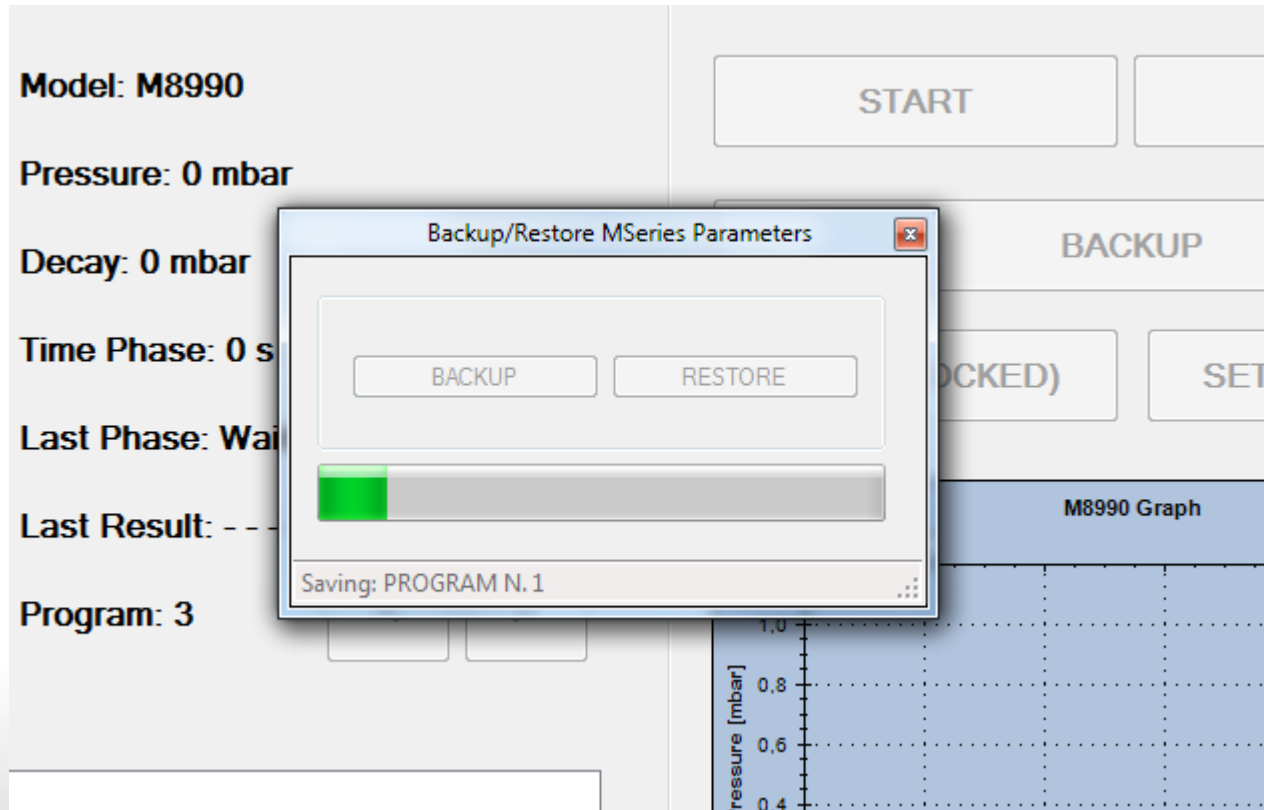 Model: M8990
Pressure: 0 mbar
Decay: 0 mbar
Time Phase: 0 s
Last Phase: Wai
Last Result: - - -
Program: 3
START
BACKUP
OCKED)
SET
Backup/Restore MSeries Parameters
BACKUP
RESTORE
Saving: PROGRAM N. 1
M8990 Graph
1,0
0,8
0,6
0,4
ressure [mbar]